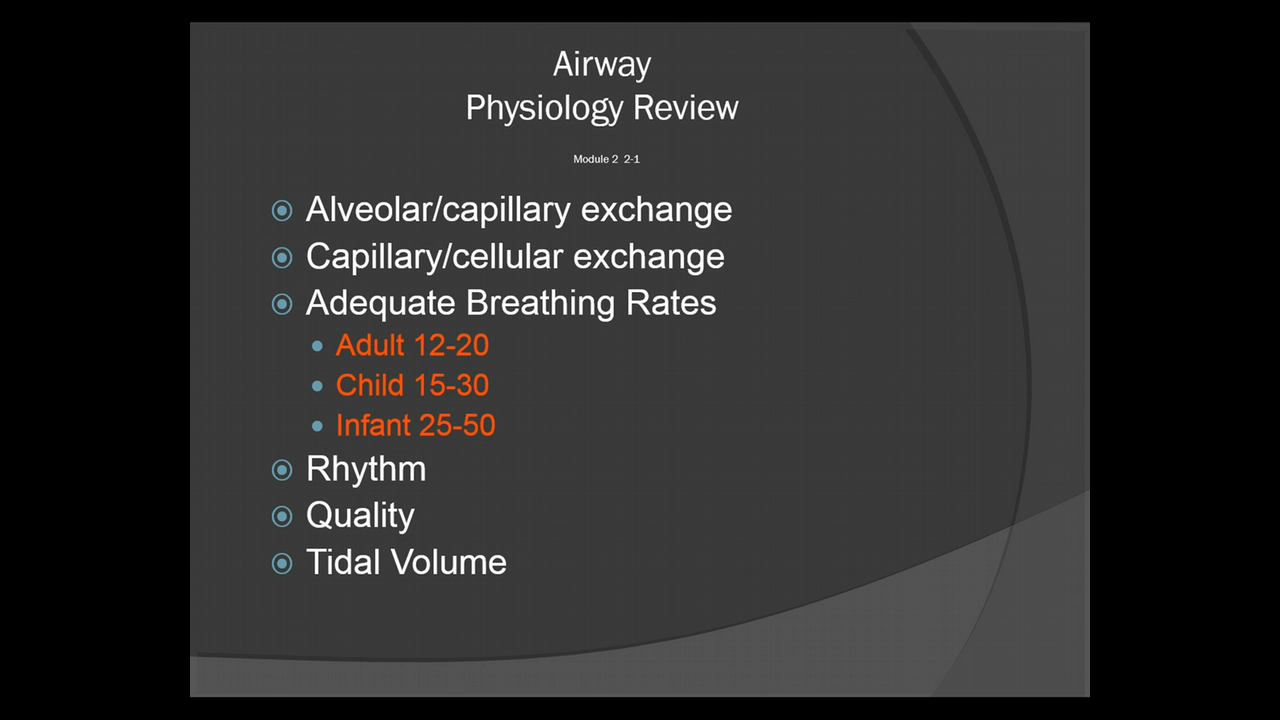 Airway
Physiology Review
Module 2 2-1
Alveolar/capillary exchange
Capillary/cellular exchange
Adequate Breathing Rates
Adult 12-20
Child 15-30
Infant 25-50
Rhythm
Quality
Tidal Volume